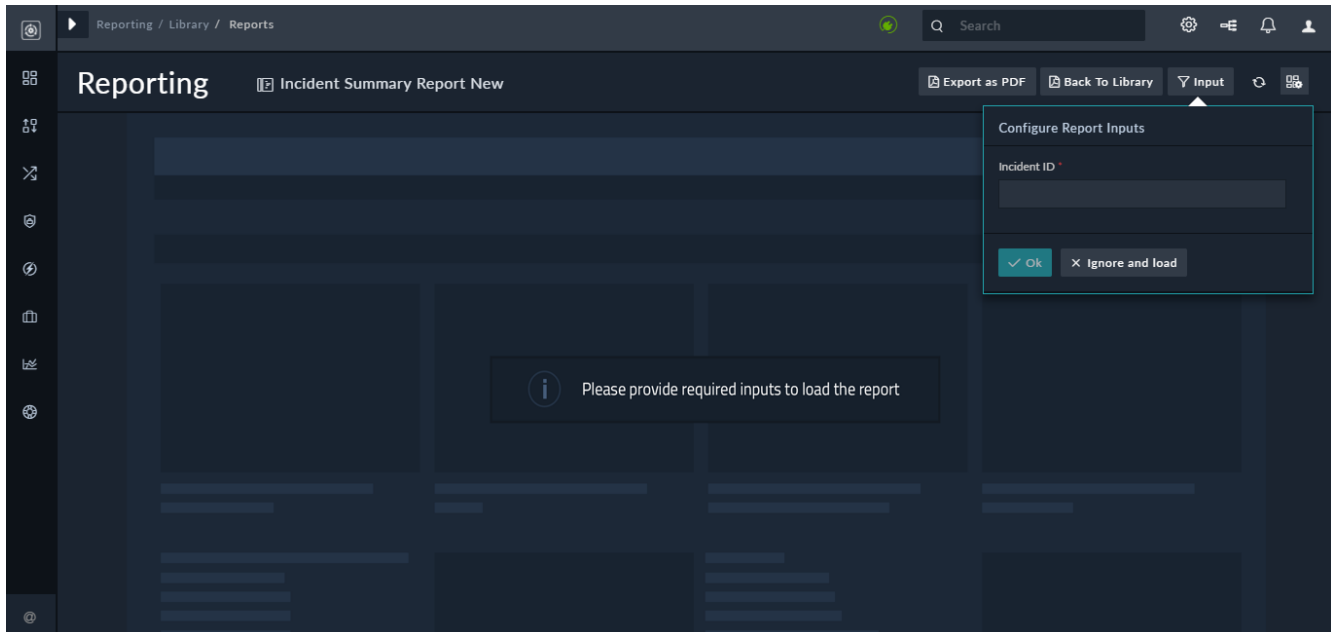 Reporting / Library / Reports
Search
Reporting
Incident Summary Report New
Export as PDF
Back To Library
Input
Configure Report Inputs
Incident ID *
Ok
Ignore and load
i
Please provide required inputs to load the report
@